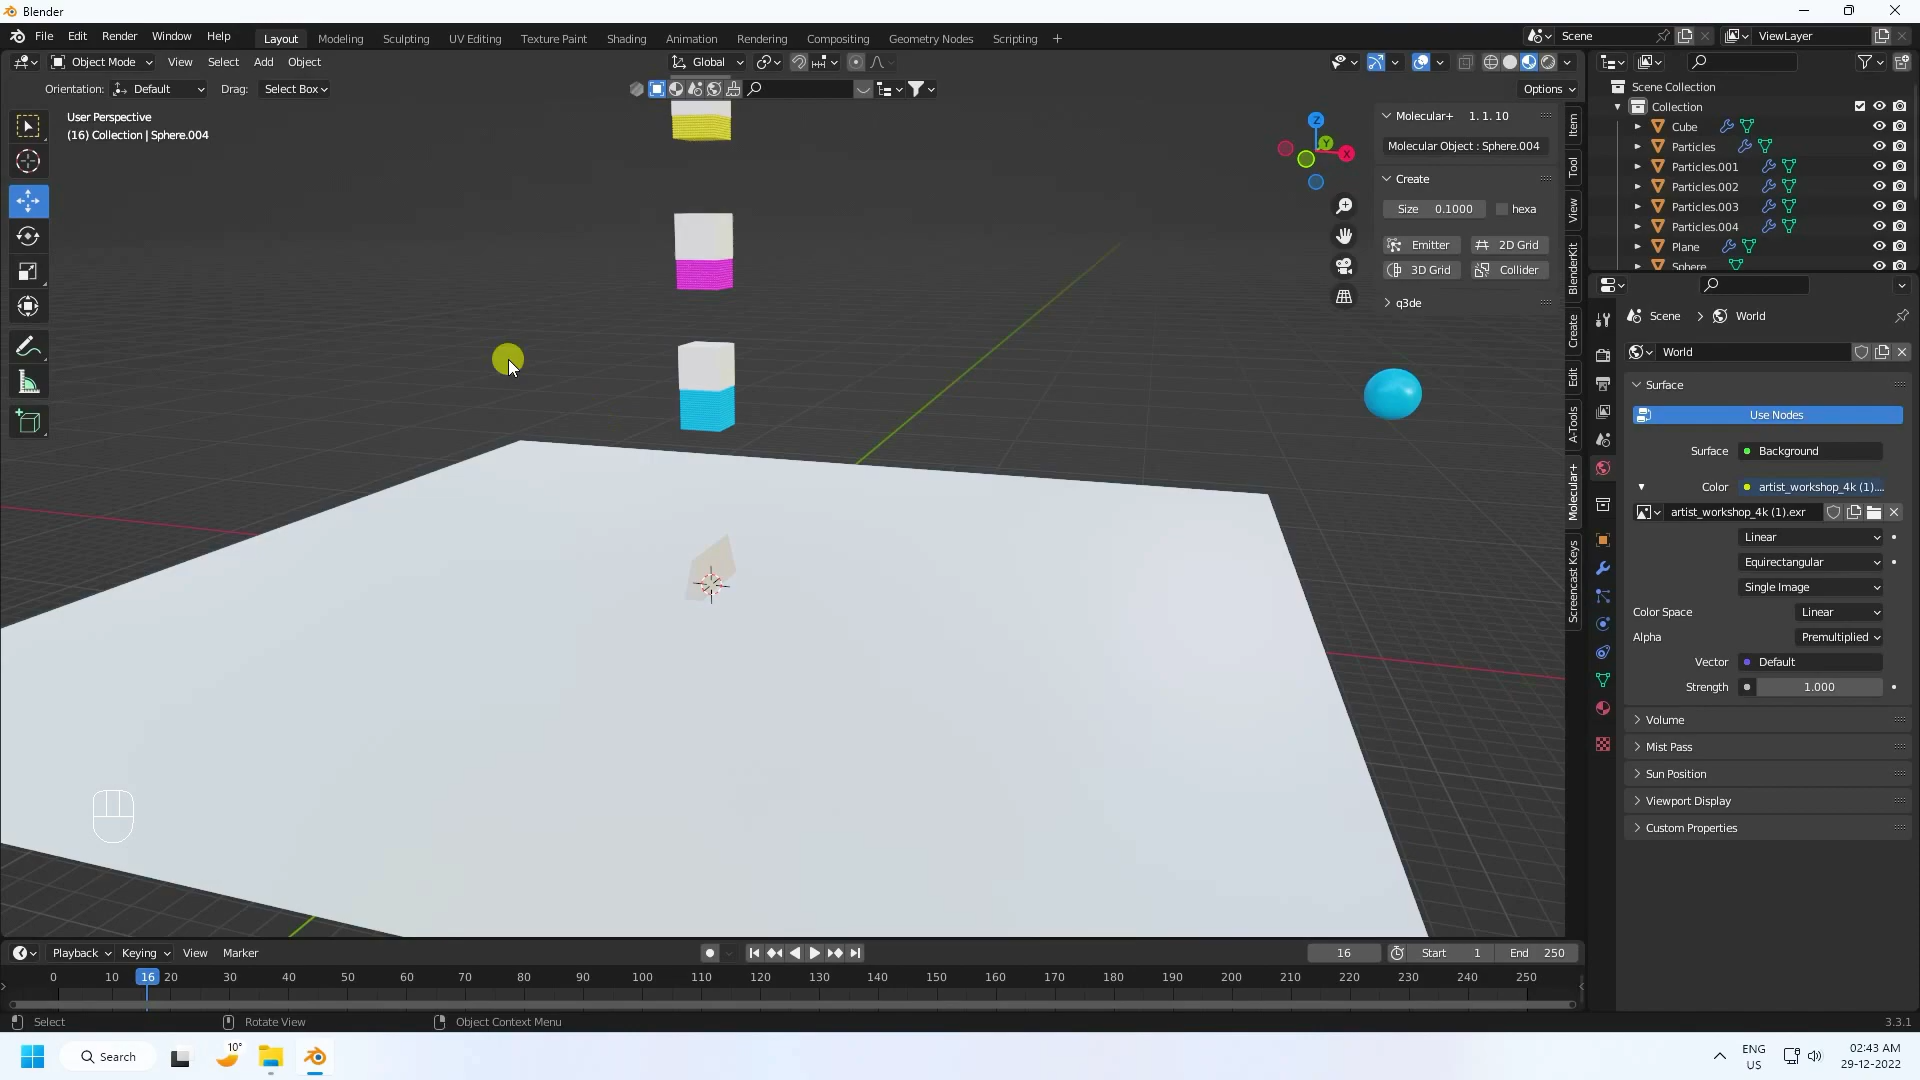 Blender
File Edit Render Window Help
Layout Modeling Sculpting UV Editing Texture Paint Shading Animation Rendering Compositing Geometry Nodes Scripting +
Scene
ViewLayer
Object Mode View Select Add Object
Global
Orientation: Default Drag: Select Box
Options
User Perspective
(16) Collection | Sphere.004
Z
Y
X
Molecular+ 1. 1. 10
Molecular Object : Sphere.004
Create
Size 0.1000 hexa
Emitter 2D Grid
3D Grid Collider
q3de
Item
Tool
View
BlenderKit
Create
Edit
A-Tools
Molecular+
Screencast Keys
Scene Collection
Collection
Cube
Particles
Particles.001
Particles.002
Particles.003
Particles.004
Plane
Sphere
Scene > World
World
Surface
Use Nodes
Surface Background
Color artist_workshop_4k (1)....
artist_workshop_4k (1).exr
Linear
Equirectangular
Single Image
Color Space Linear
Alpha Premultiplied
Vector Default
Strength 1.000
Volume
Mist Pass
Sun Position
Viewport Display
Custom Properties
Playback Keying View Marker
16 Start 1 End 250
0 10 16 20 30 40 50 60 70 80 90 100 110 120 130 140 150 160 170 180 190 200 210 220 230 240 250
Select Rotate View Object Context Menu
3.3.1
Search
10°
ENG
US
02:43 AM
29-12-2022